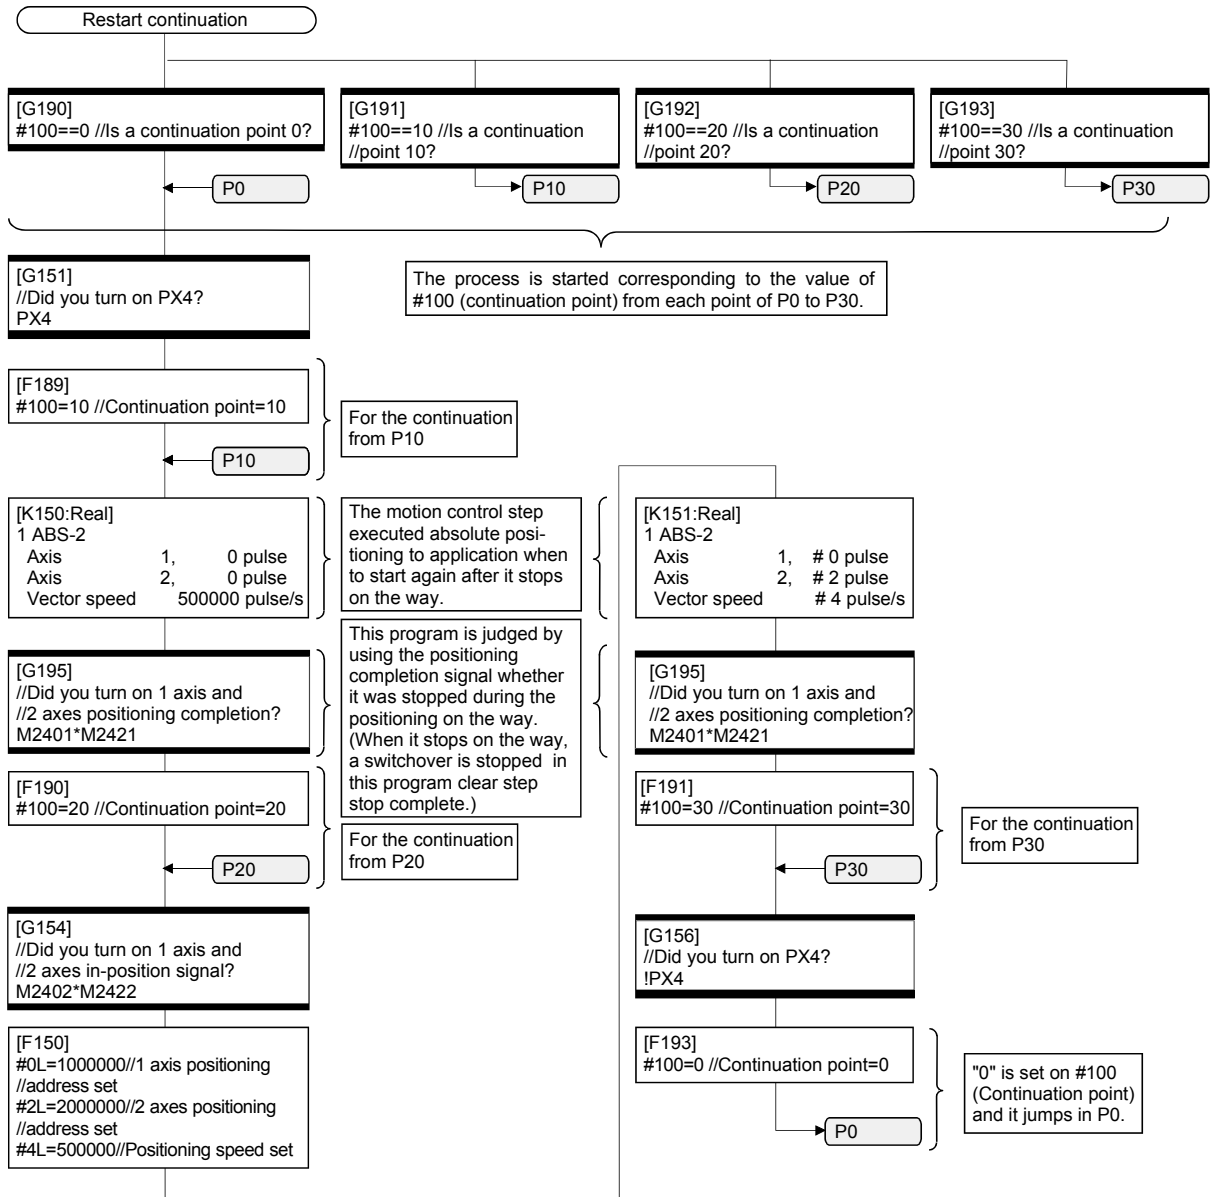 Restart continuation
[G190]
#100==0 //Is a continuation point 0?
[G191]
#100==10 //Is a continuation
//point 10?
[G192]
#100==20 //Is a continuation
//point 20?
[G193]
#100==30 //Is a continuation
//point 30?
P0
P10
P20
P30
The process is started corresponding to the value of
#100 (continuation point) from each point of P0 to P30.
[G151]
//Did you turn on PX4?
PX4
[F189]
#100=10 //Continuation point=10
For the continuation
from P10
P10
[K150:Real]
1 ABS-2
Axis 1, 0 pulse
Axis 2, 0 pulse
Vector speed 500000 pulse/s
The motion control step
executed absolute posi-
tioning to application when
to start again after it stops
on the way.
[G195]
//Did you turn on 1 axis and
//2 axes positioning completion?
M2401*M2421
This program is judged by
using the positioning
completion signal whether
it was stopped during the
positioning on the way.
(When it stops on the way,
a switchover is stopped in
this program clear step
stop complete.)
[F190]
#100=20 //Continuation point=20
For the continuation
from P20
P20
[G154]
//Did you turn on 1 axis and
//2 axes in-position signal?
M2402*M2422
[F150]
#0L=1000000//1 axis positioning
//address set
#2L=2000000//2 axes positioning
//address set
#4L=500000//Positioning speed set
[K151:Real]
1 ABS-2
Axis 1, # 0 pulse
Axis 2, # 2 pulse
Vector speed # 4 pulse/s
[G195]
//Did you turn on 1 axis and
//2 axes positioning completion?
M2401*M2421
[F191]
#100=30 //Continuation point=30
For the continuation
from P30
P30
[G156]
//Did you turn on PX4?
!PX4
[F193]
#100=0 //Continuation point=0
"0" is set on #100
(Continuation point)
and it jumps in P0.
P0